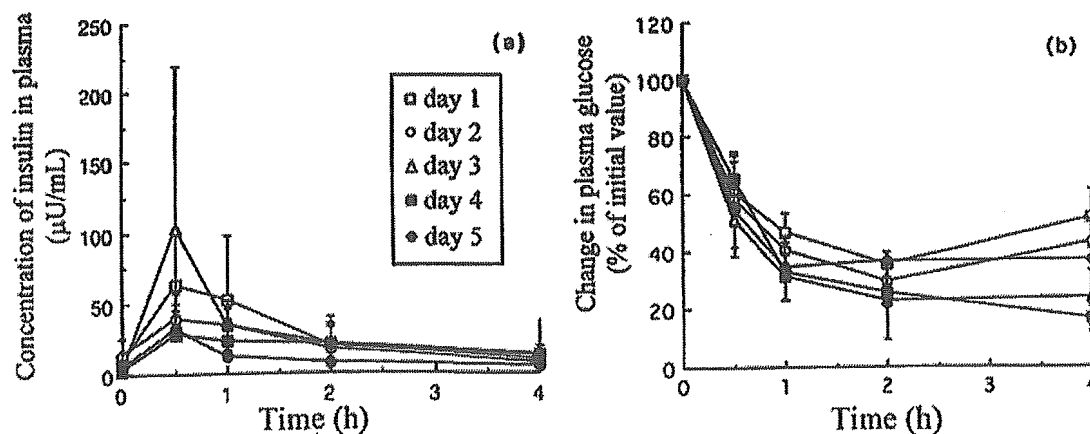 Concentration of insulin in plasma
(µU/mL)
250
200
150
100
50
0
(a)
day 1
day 2
day 3
day 4
day 5
0 1 2 3 4
Time (h)
Change in plasma glucose
(% of initial value)
120
100
80
60
40
20
0
(b)
0 1 2 3 4
Time (h)